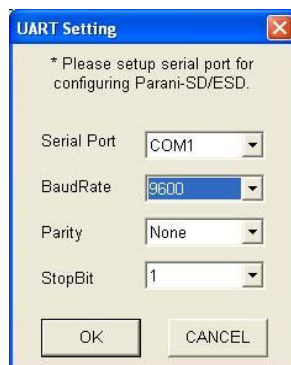 UART Setting
* Please setup serial port for
configuring Parani-SD/ESD.
Serial Port COM1
BaudRate 9600
Parity None
StopBit 1
OK CANCEL